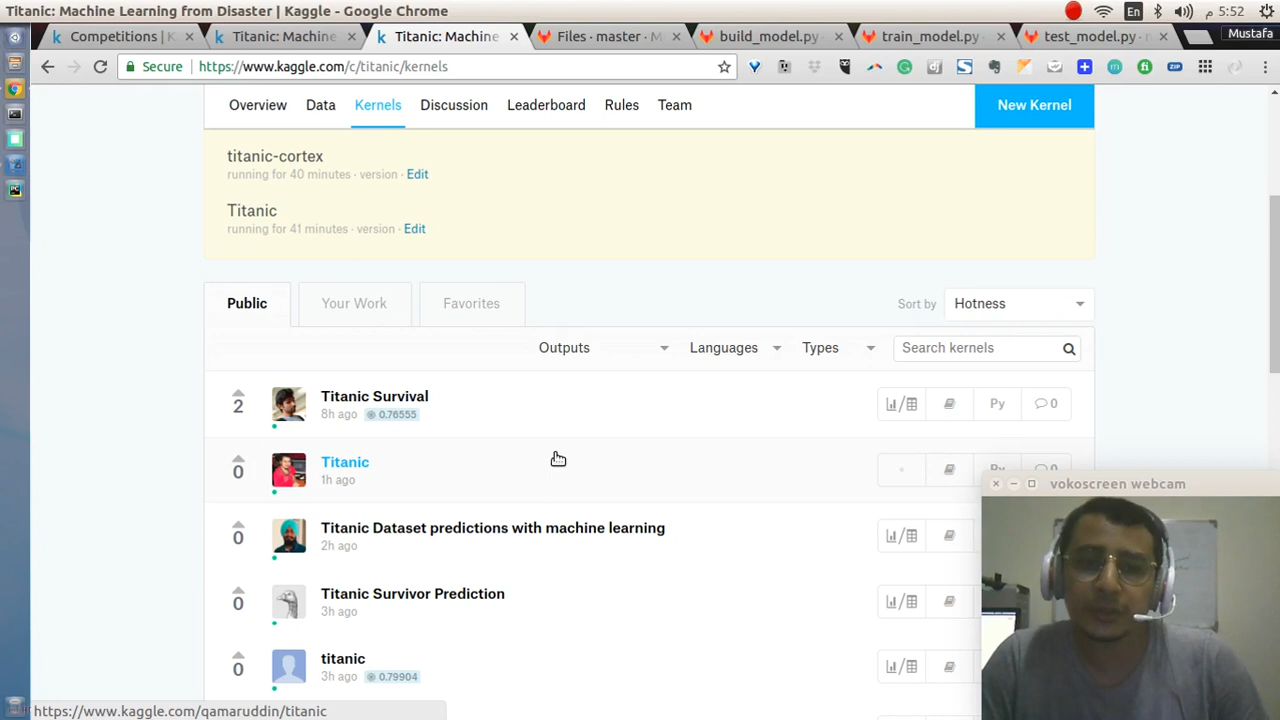 Titanic: Machine Learning from Disaster | Kaggle - Google Chrome
En
5:52 م
Competitions | K
Titanic: Machine
Titanic: Machine
Files · master · M
build_model.py ·
train_model.py ·
test_model.py · m
Mustafa
Secure
https://www.kaggle.com/c/titanic/kernels
ZIP
Overview
Data
Kernels
Discussion
Leaderboard
Rules
Team
New Kernel
titanic-cortex
running for 40 minutes · version · Edit
Titanic
running for 41 minutes · version · Edit
Public
Your Work
Favorites
Sort by
Hotness
Outputs
Languages
Types
Search kernels
2
Titanic Survival
8h ago
0.76555
Py
0
0
Titanic
1h ago
Py
0
vokoscreen webcam
0
Titanic Dataset predictions with machine learning
2h ago
0
Titanic Survivor Prediction
3h ago
0
titanic
3h ago
0.79904
https://www.kaggle.com/qamaruddin/titanic